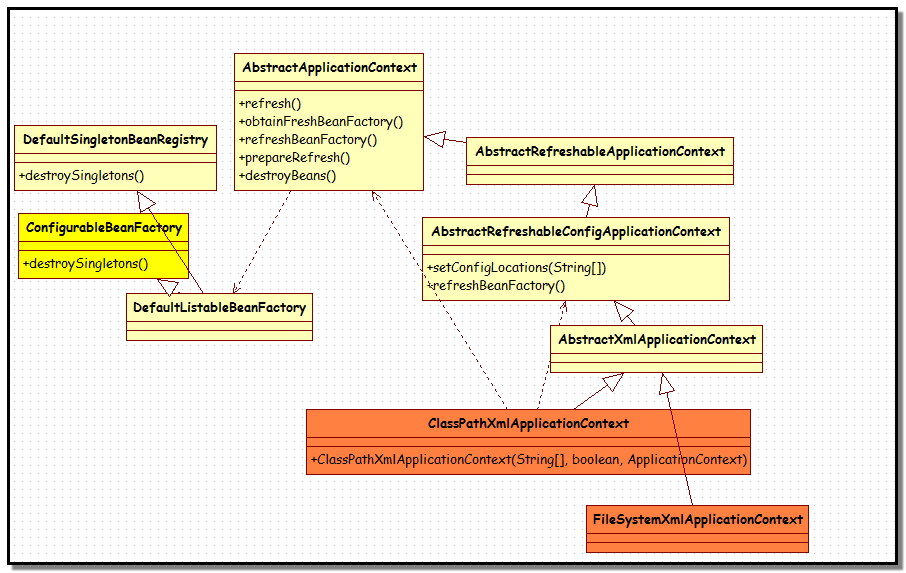 AbstractApplicationContext
+refresh()
+obtainFreshBeanFactory()
+refreshBeanFactory()
+prepareRefresh()
+destroyBeans()
DefaultSingletonBeanRegistry
+destroySingletons()
AbstractRefreshableApplicationContext
ConfigurableBeanFactory
+destroySingletons()
AbstractRefreshableConfigApplicationContext
+setConfigLocations(String[])
+refreshBeanFactory()
DefaultListableBeanFactory
AbstractXmlApplicationContext
ClassPathXmlApplicationContext
+ClassPathXmlApplicationContext(String[], boolean, ApplicationContext)
FileSystemXmlApplicationContext